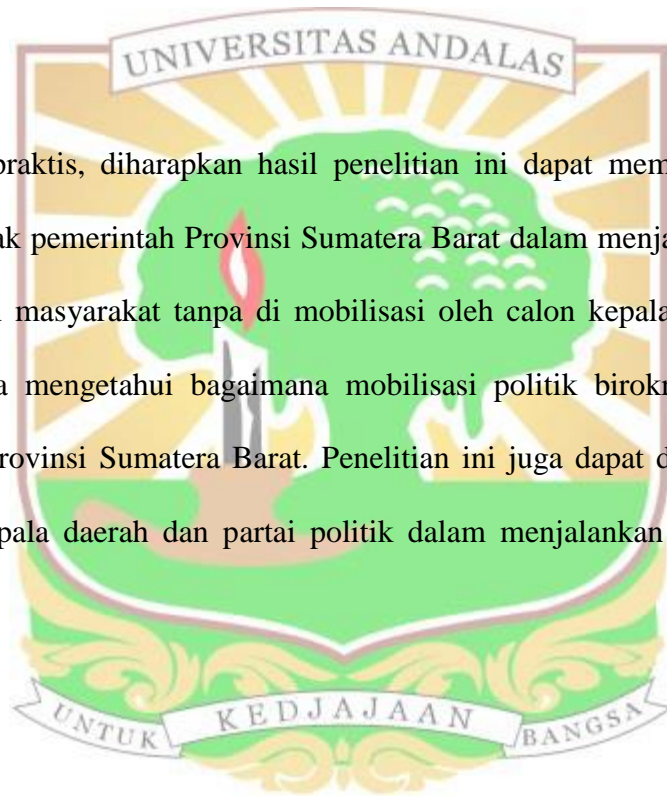 UNIVERSITAS ANDALAS
praktis, diharapkan hasil penelitian ini dapat mem
ak pemerintah Provinsi Sumatera Barat dalam menja
masyarakat tanpa di mobilisasi oleh calon kepala
a mengetahui bagaimana mobilisasi politik birokr
rovinsi Sumatera Barat. Penelitian ini juga dapat d
pala daerah dan partai politik dalam menjalankan
UNTUK KEDJAJAAN BANGSA